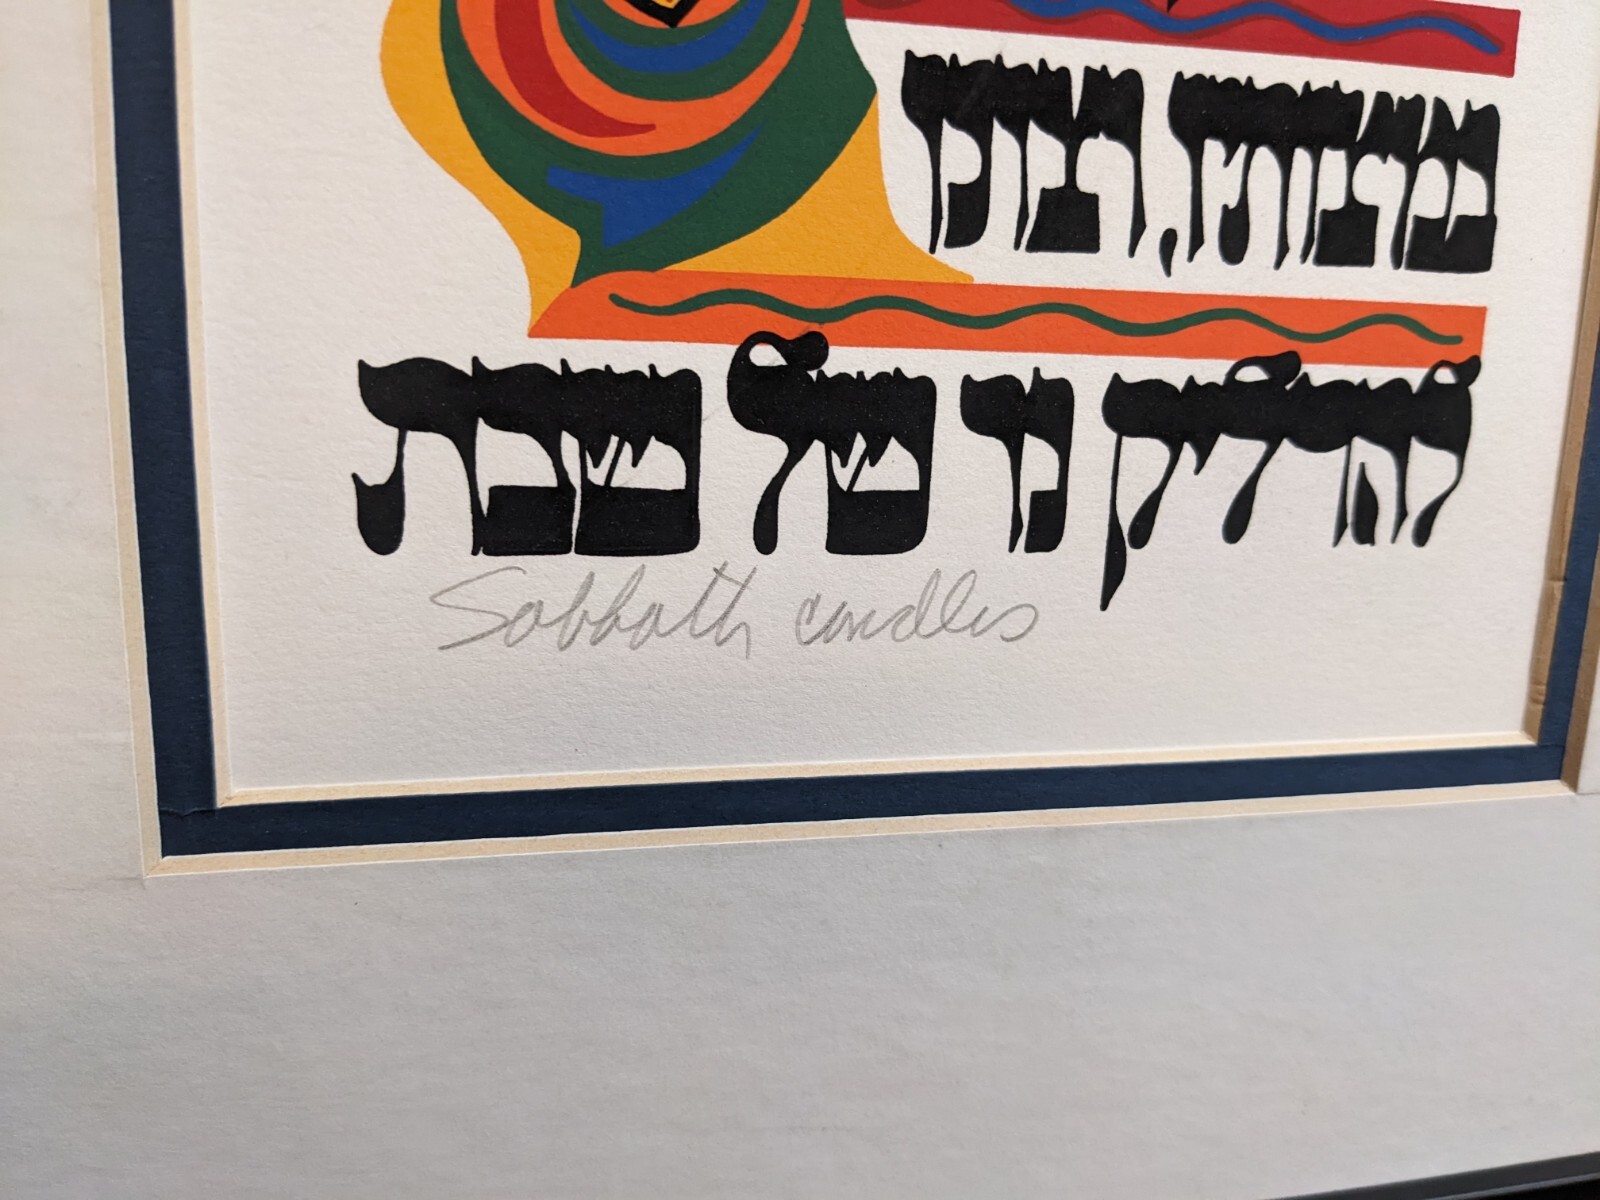 במצותיו, וצונו
להדליק נר של שבת
Sabbath candles